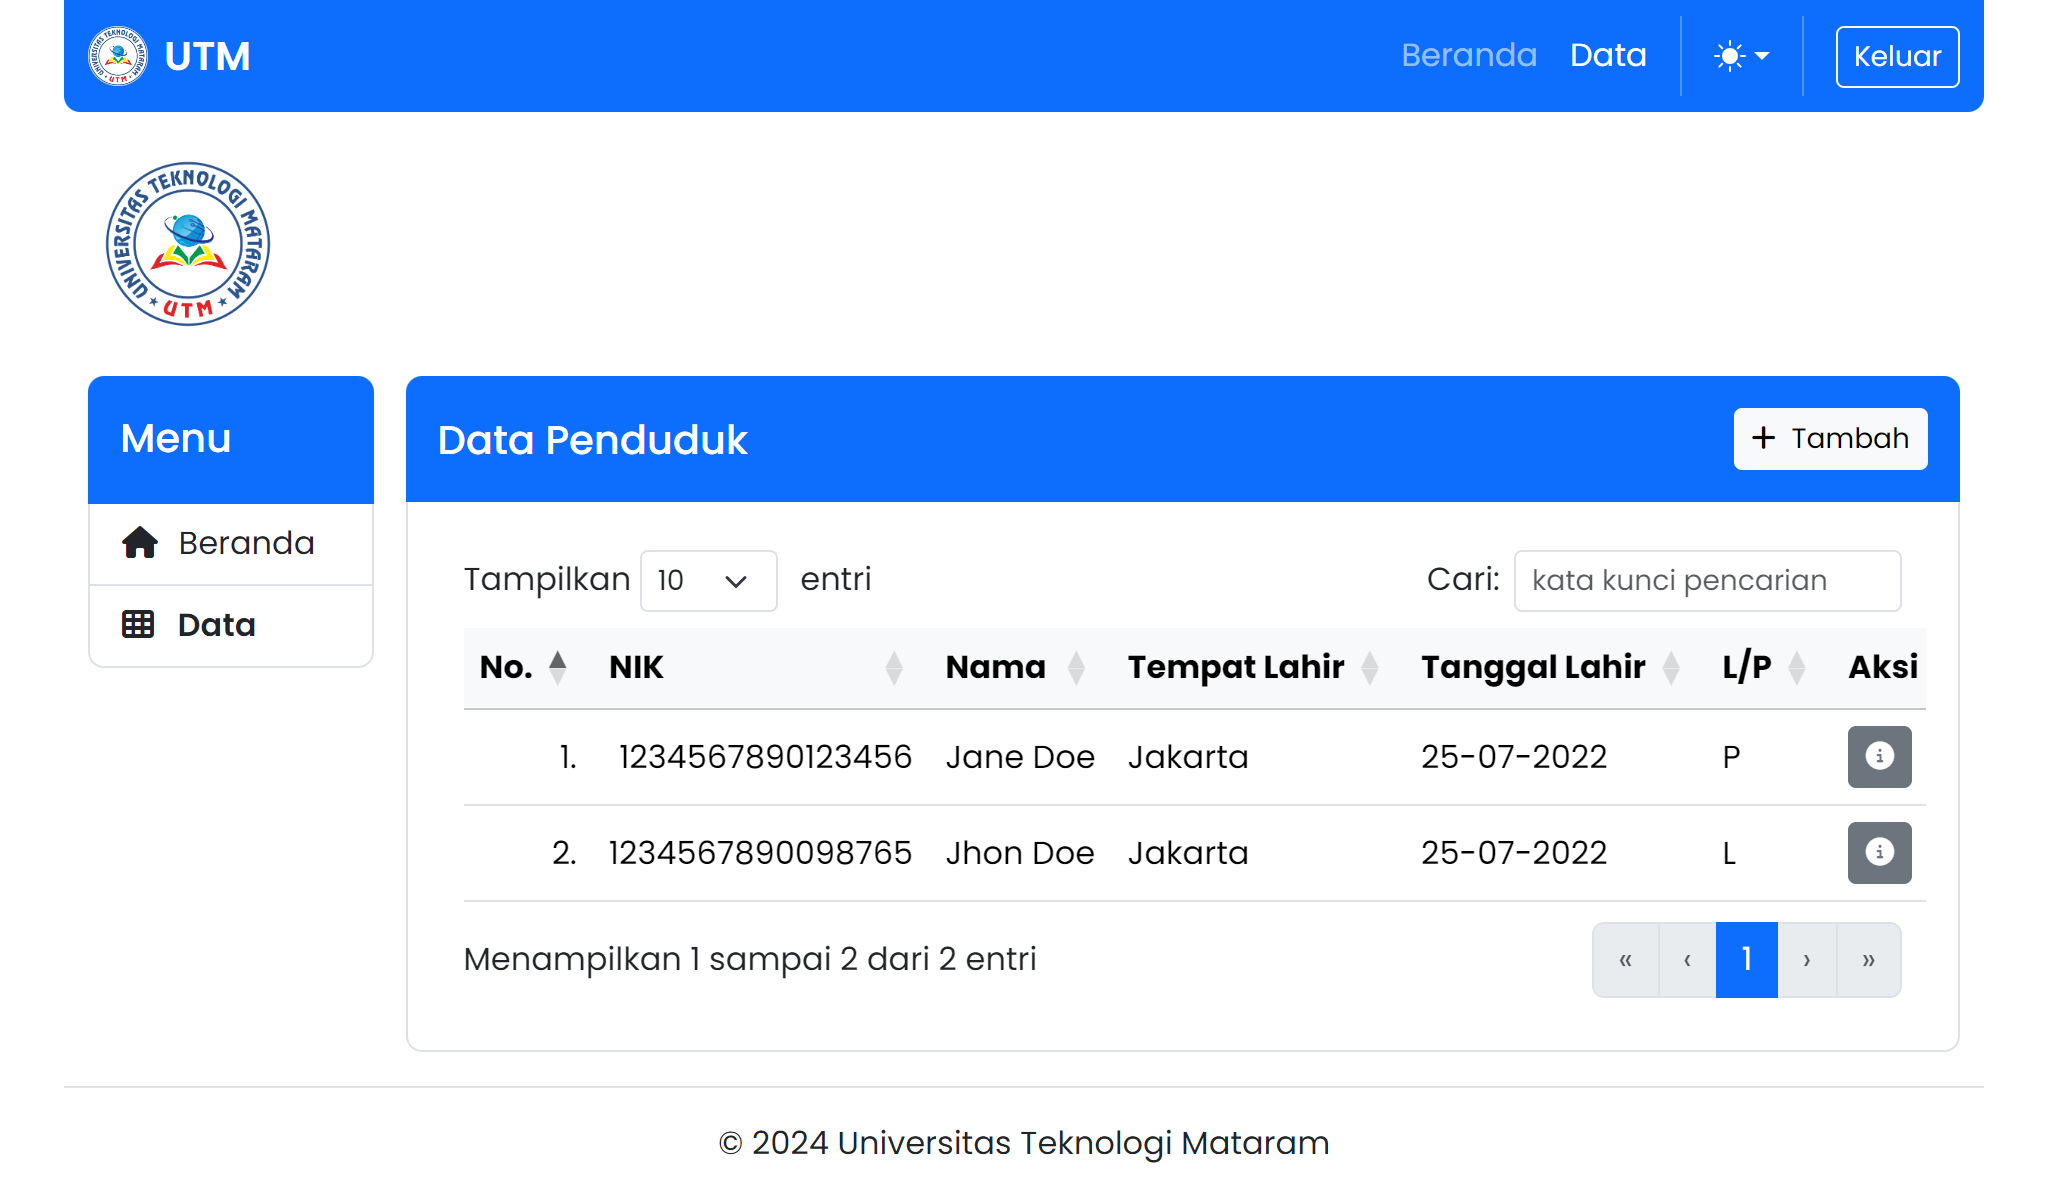 UTM Beranda Data Keluar
UNIVERSITAS TEKNOLOGI MATARAM
UTM
Menu
Beranda
Data
Data Penduduk + Tambah
Tampilkan 10 entri Cari: kata kunci pencarian
No. NIK Nama Tempat Lahir Tanggal Lahir L/P Aksi
1. 1234567890123456 Jane Doe Jakarta 25-07-2022 P
2. 1234567890098765 Jhon Doe Jakarta 25-07-2022 L
Menampilkan 1 sampai 2 dari 2 entri « ‹ 1 › »
© 2024 Universitas Teknologi Mataram